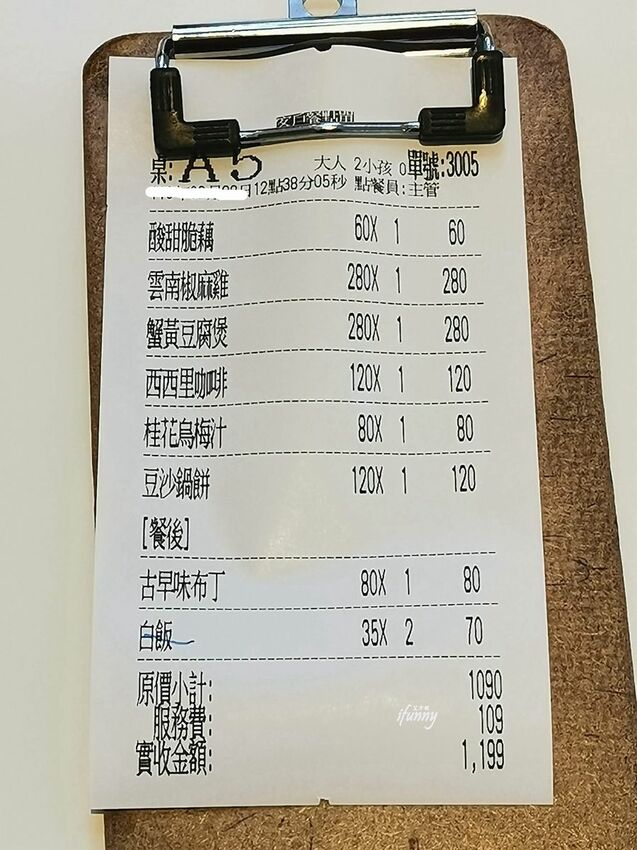 桌: A5 大人 2小孩 0單號:3005
12點38分05秒 點餐員:主管
酸甜脆藕 60X 1 60
雲南椒麻雞 280X 1 280
蟹黃豆腐煲 280X 1 280
西西里咖啡 120X 1 120
桂花烏梅汁 80X 1 80
豆沙鍋餅 120X 1 120
[餐後]
古早味布丁 80X 1 80
白飯 35X 2 70
原價小計: 1090
服務費: 109
實收金額: 1,199
ifunny